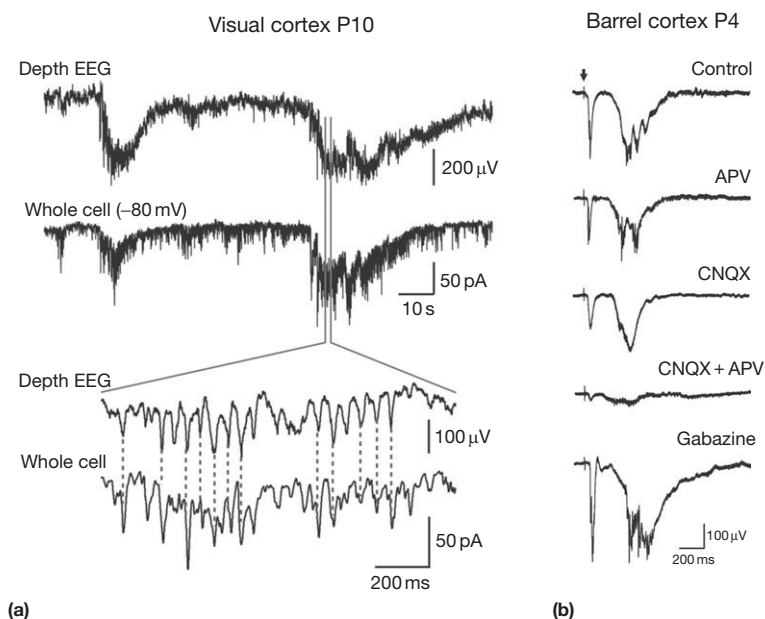 Visual cortex P10
Depth EEG
200 μV
Whole cell (–80 mV)
50 pA
10 s
Depth EEG
100 μV
Whole cell
50 pA
200 ms
(a)
Barrel cortex P4
Control
APV
CNQX
CNQX + APV
Gabazine
100 μV
200 ms
(b)